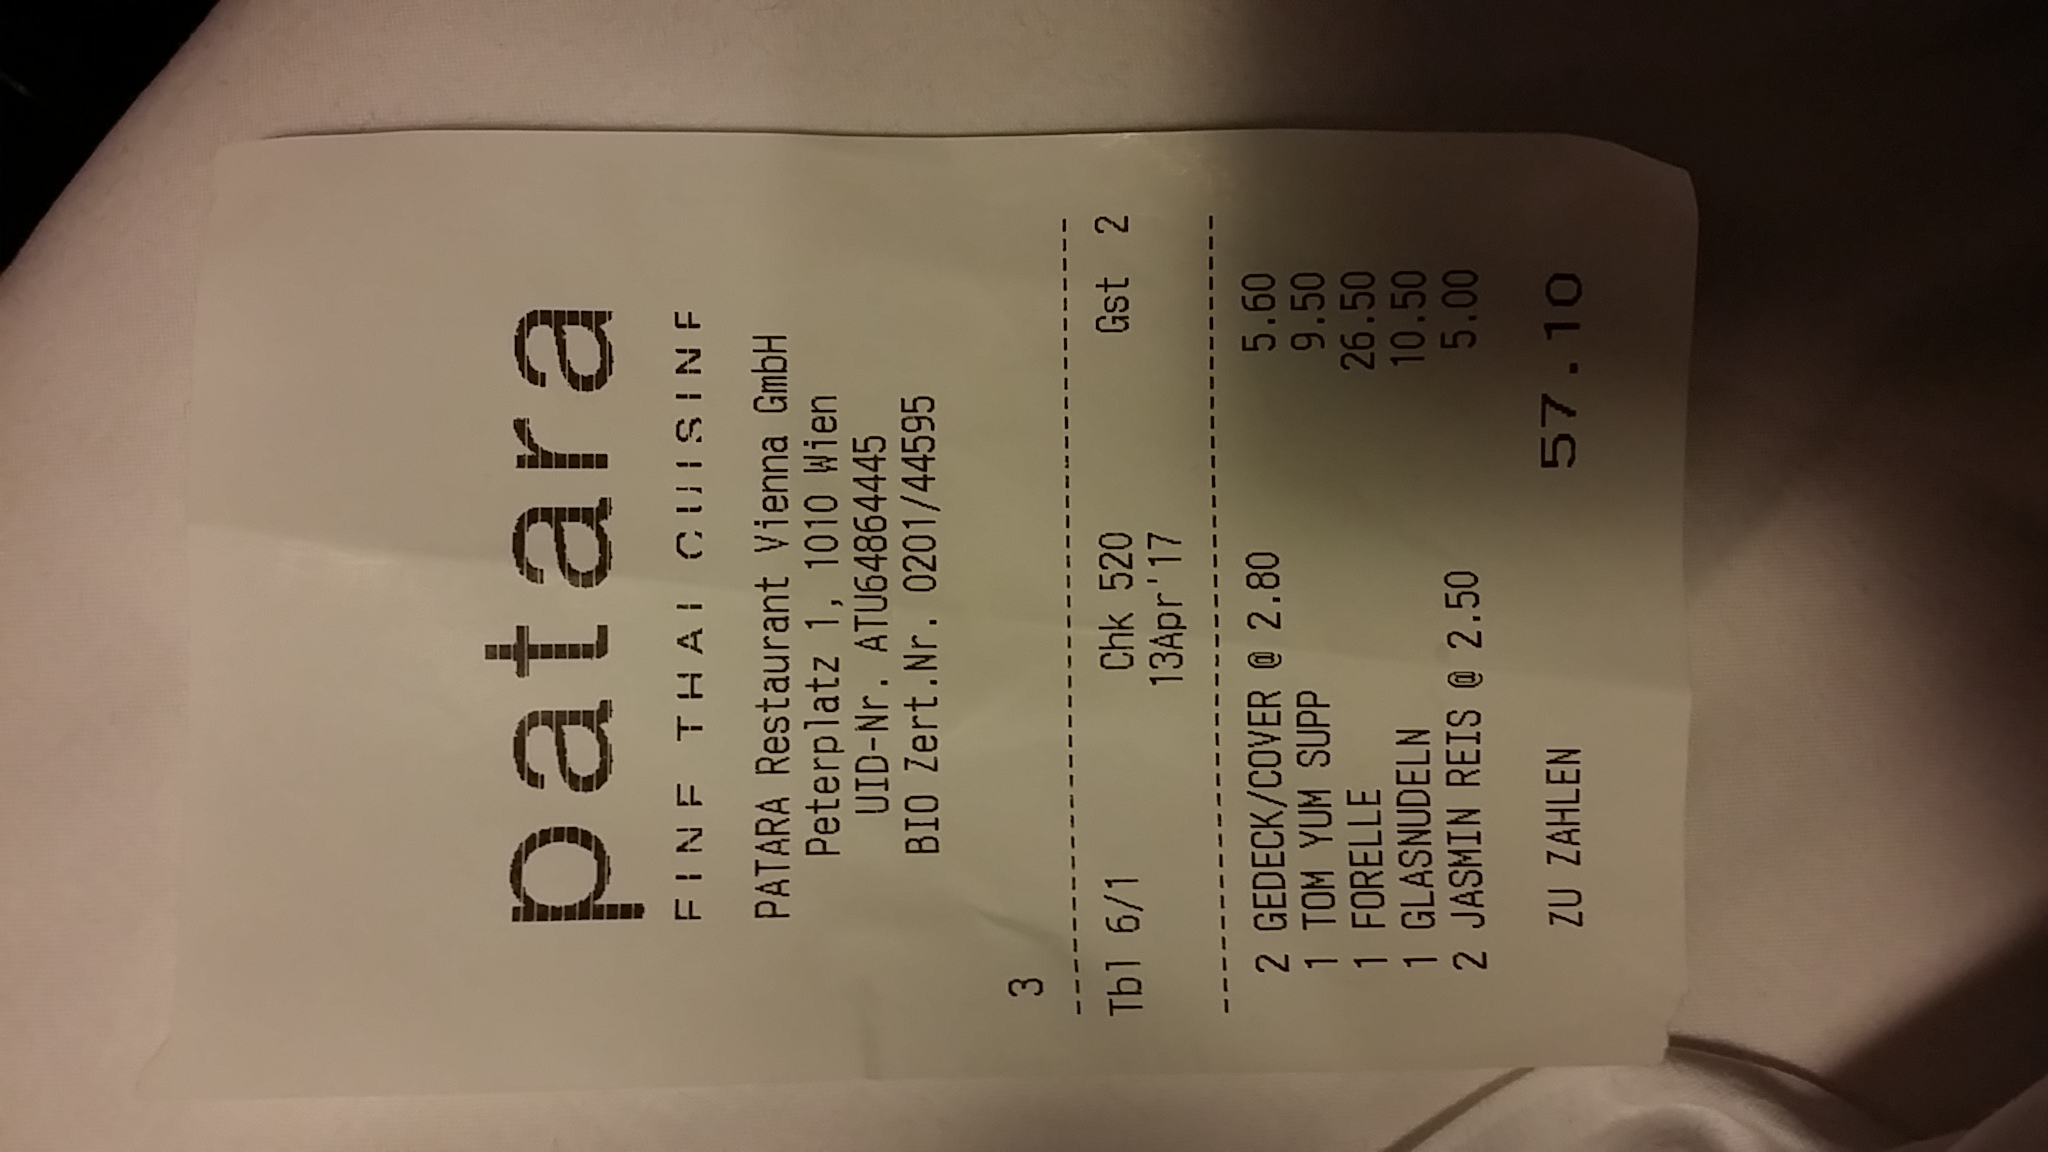 patara
FINE THAI CUISINE
PATARA Restaurant Vienna GmbH
Peterplatz 1, 1010 Wien
UID-Nr. ATU64864445
BIO Zert.Nr. 0201/44595
3
Tbl 6/1 Chk 520 Gst 2
13Apr'17
2 GEDECK/COVER @ 2.80 5.60
1 TOM YUM SUPP 9.50
1 FORELLE 26.50
1 GLASNUDELN 10.50
2 JASMIN REIS @ 2.50 5.00
ZU ZAHLEN 57.10